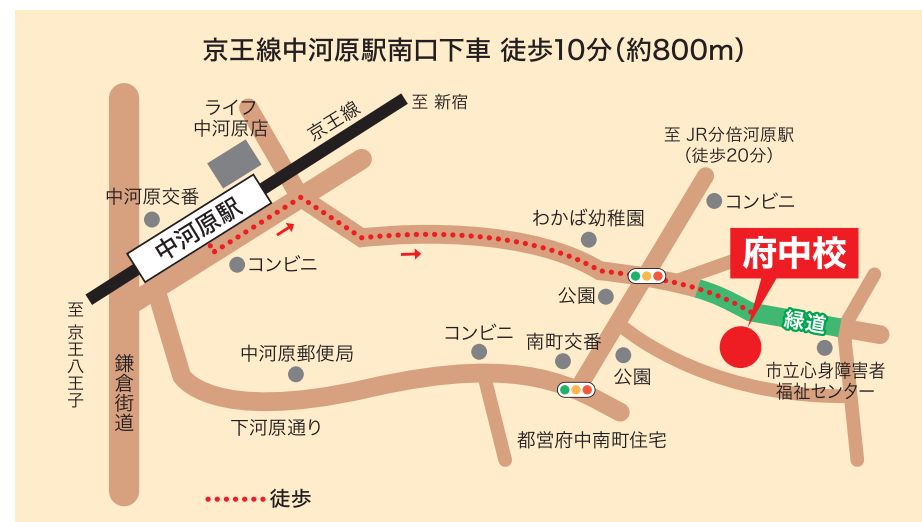 京王線中河原駅南口下車 徒歩10分（約800m）
ライフ
中河原店
京王線
至 新宿
至 JR分倍河原駅
（徒歩20分）
中河原交番
中河原駅
コンビニ
わかば幼稚園
コンビニ
府中校
公園
緑道
至 京王八王子
鎌倉街道
中河原郵便局
コンビニ
南町交番
公園
市立心身障害者
福祉センター
下河原通り
都営府中南町住宅
徒歩